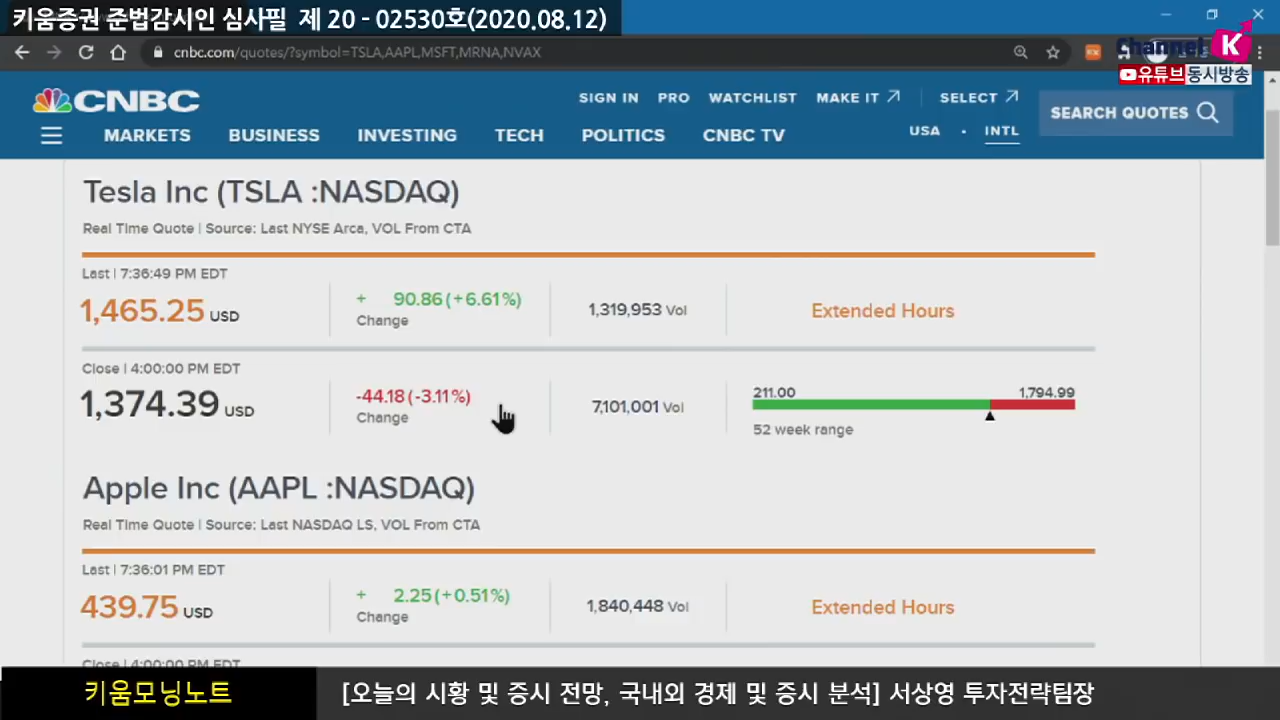 키움증권 준법감시인 심사필 제 20 - 02530호(2020.08.12)
cnbc.com/quotes/?symbol=TSLA,AAPL,MSFT,MRNA,NVAX
Channel K
유튜브동시방송
CNBC
SIGN IN PRO WATCHLIST MAKE IT SELECT
USA · INTL
SEARCH QUOTES
MARKETS BUSINESS INVESTING TECH POLITICS CNBC TV
Tesla Inc (TSLA :NASDAQ)
Real Time Quote | Source: Last NYSE Arca, VOL From CTA
Last | 7:36:49 PM EDT
1,465.25 USD
+ 90.86 (+6.61%)
Change
1,319,953 Vol
Extended Hours
Close | 4:00:00 PM EDT
1,374.39 USD
-44.18 (-3.11%)
Change
7,101,001 Vol
211.00 1,794.99
52 week range
Apple Inc (AAPL :NASDAQ)
Real Time Quote | Source: Last NASDAQ LS, VOL From CTA
Last | 7:36:01 PM EDT
439.75 USD
+ 2.25 (+0.51%)
Change
1,840,448 Vol
Extended Hours
Close | 4:00:00 PM EDT
키움모닝노트
[오늘의 시황 및 증시 전망, 국내외 경제 및 증시 분석] 서상영 투자전략팀장